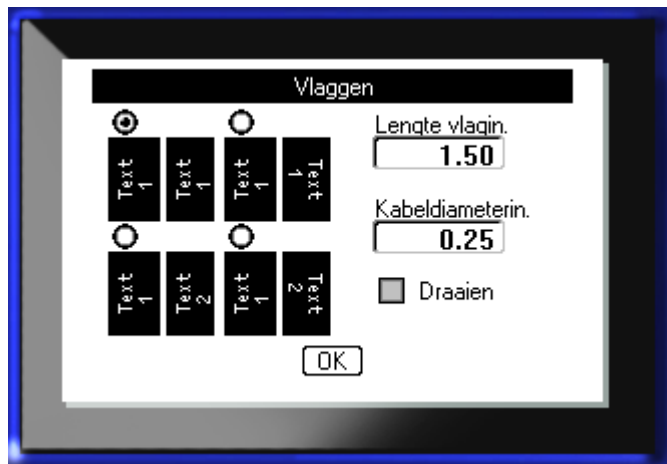 Vlaggen
Lengte vlagin.
1.50
Text 1
Text 1
Text 1
Text 1
Kabeldiameterin.
0.25
Text 1
Text 2
Text 1
Text 2
Draaien
OK